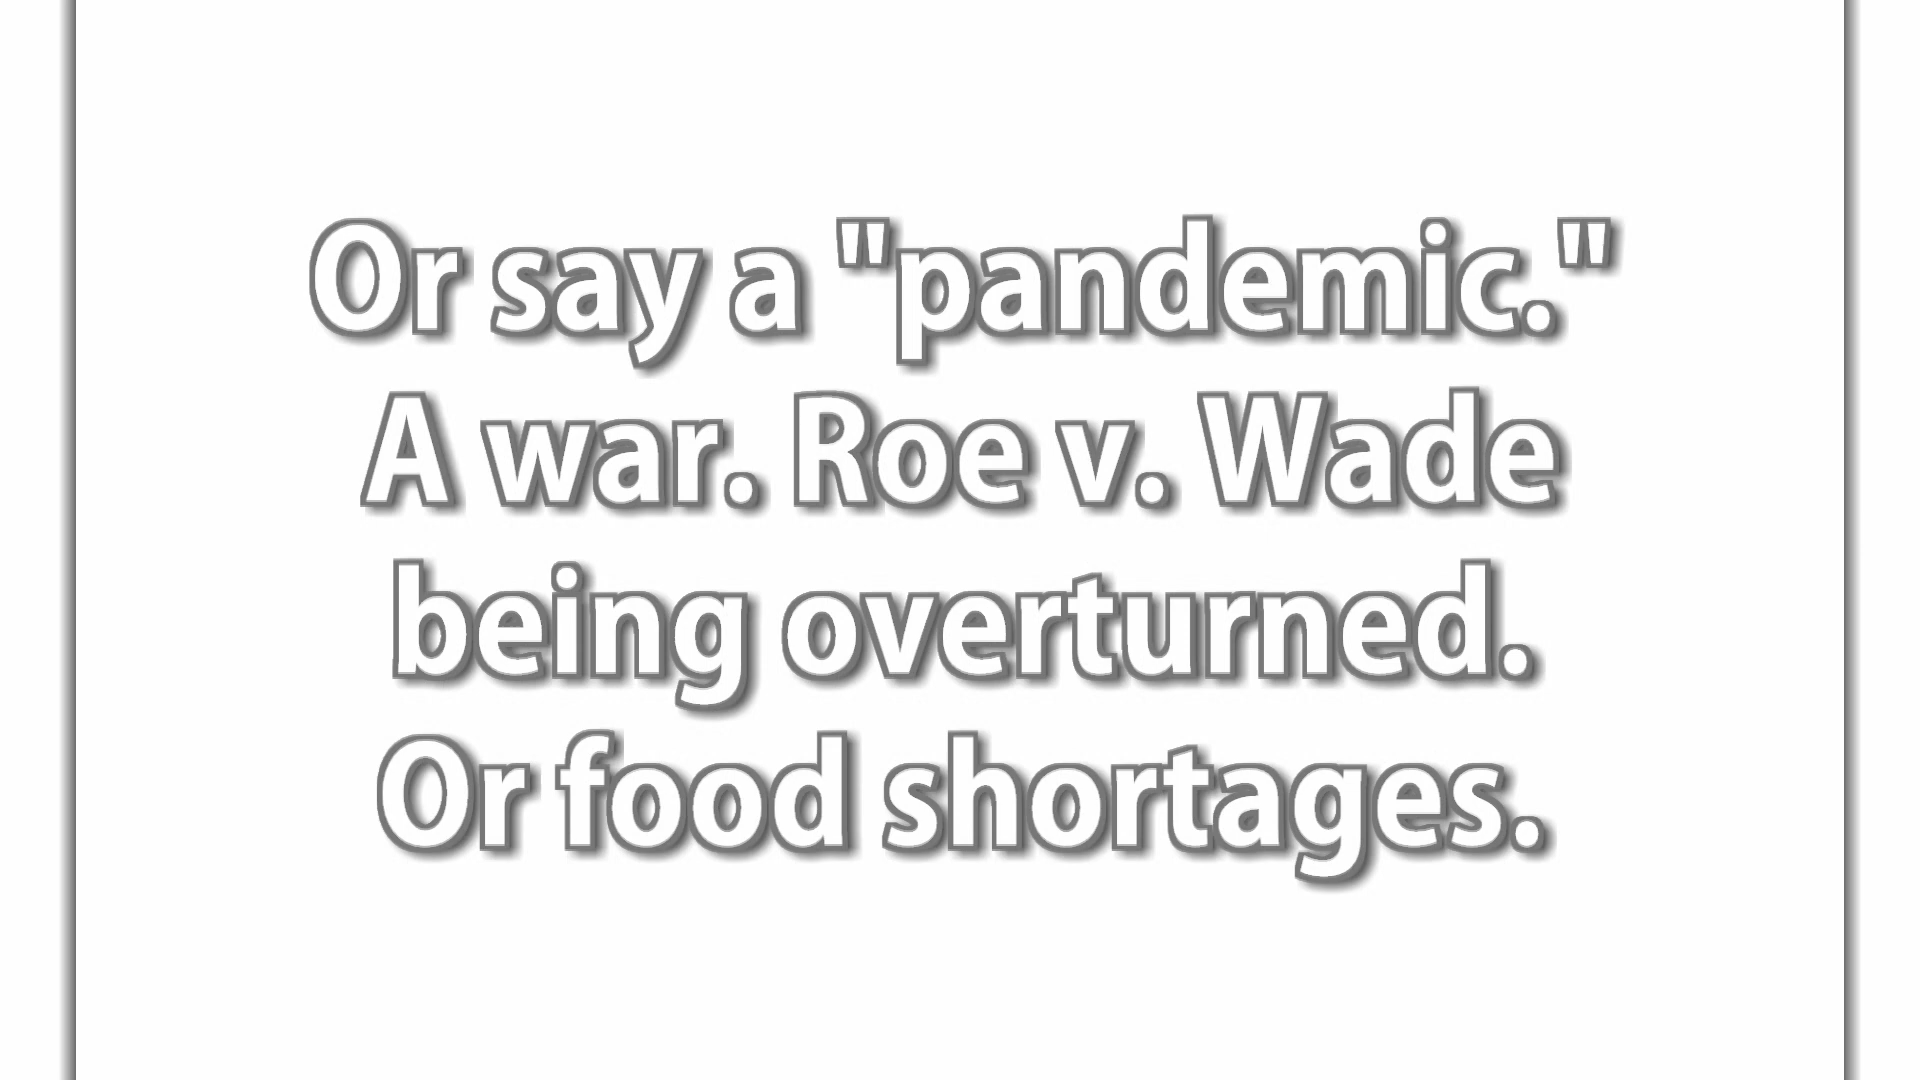 Or say a "pandemic."
A war. Roe v. Wade
being overturned.
Or food shortages.